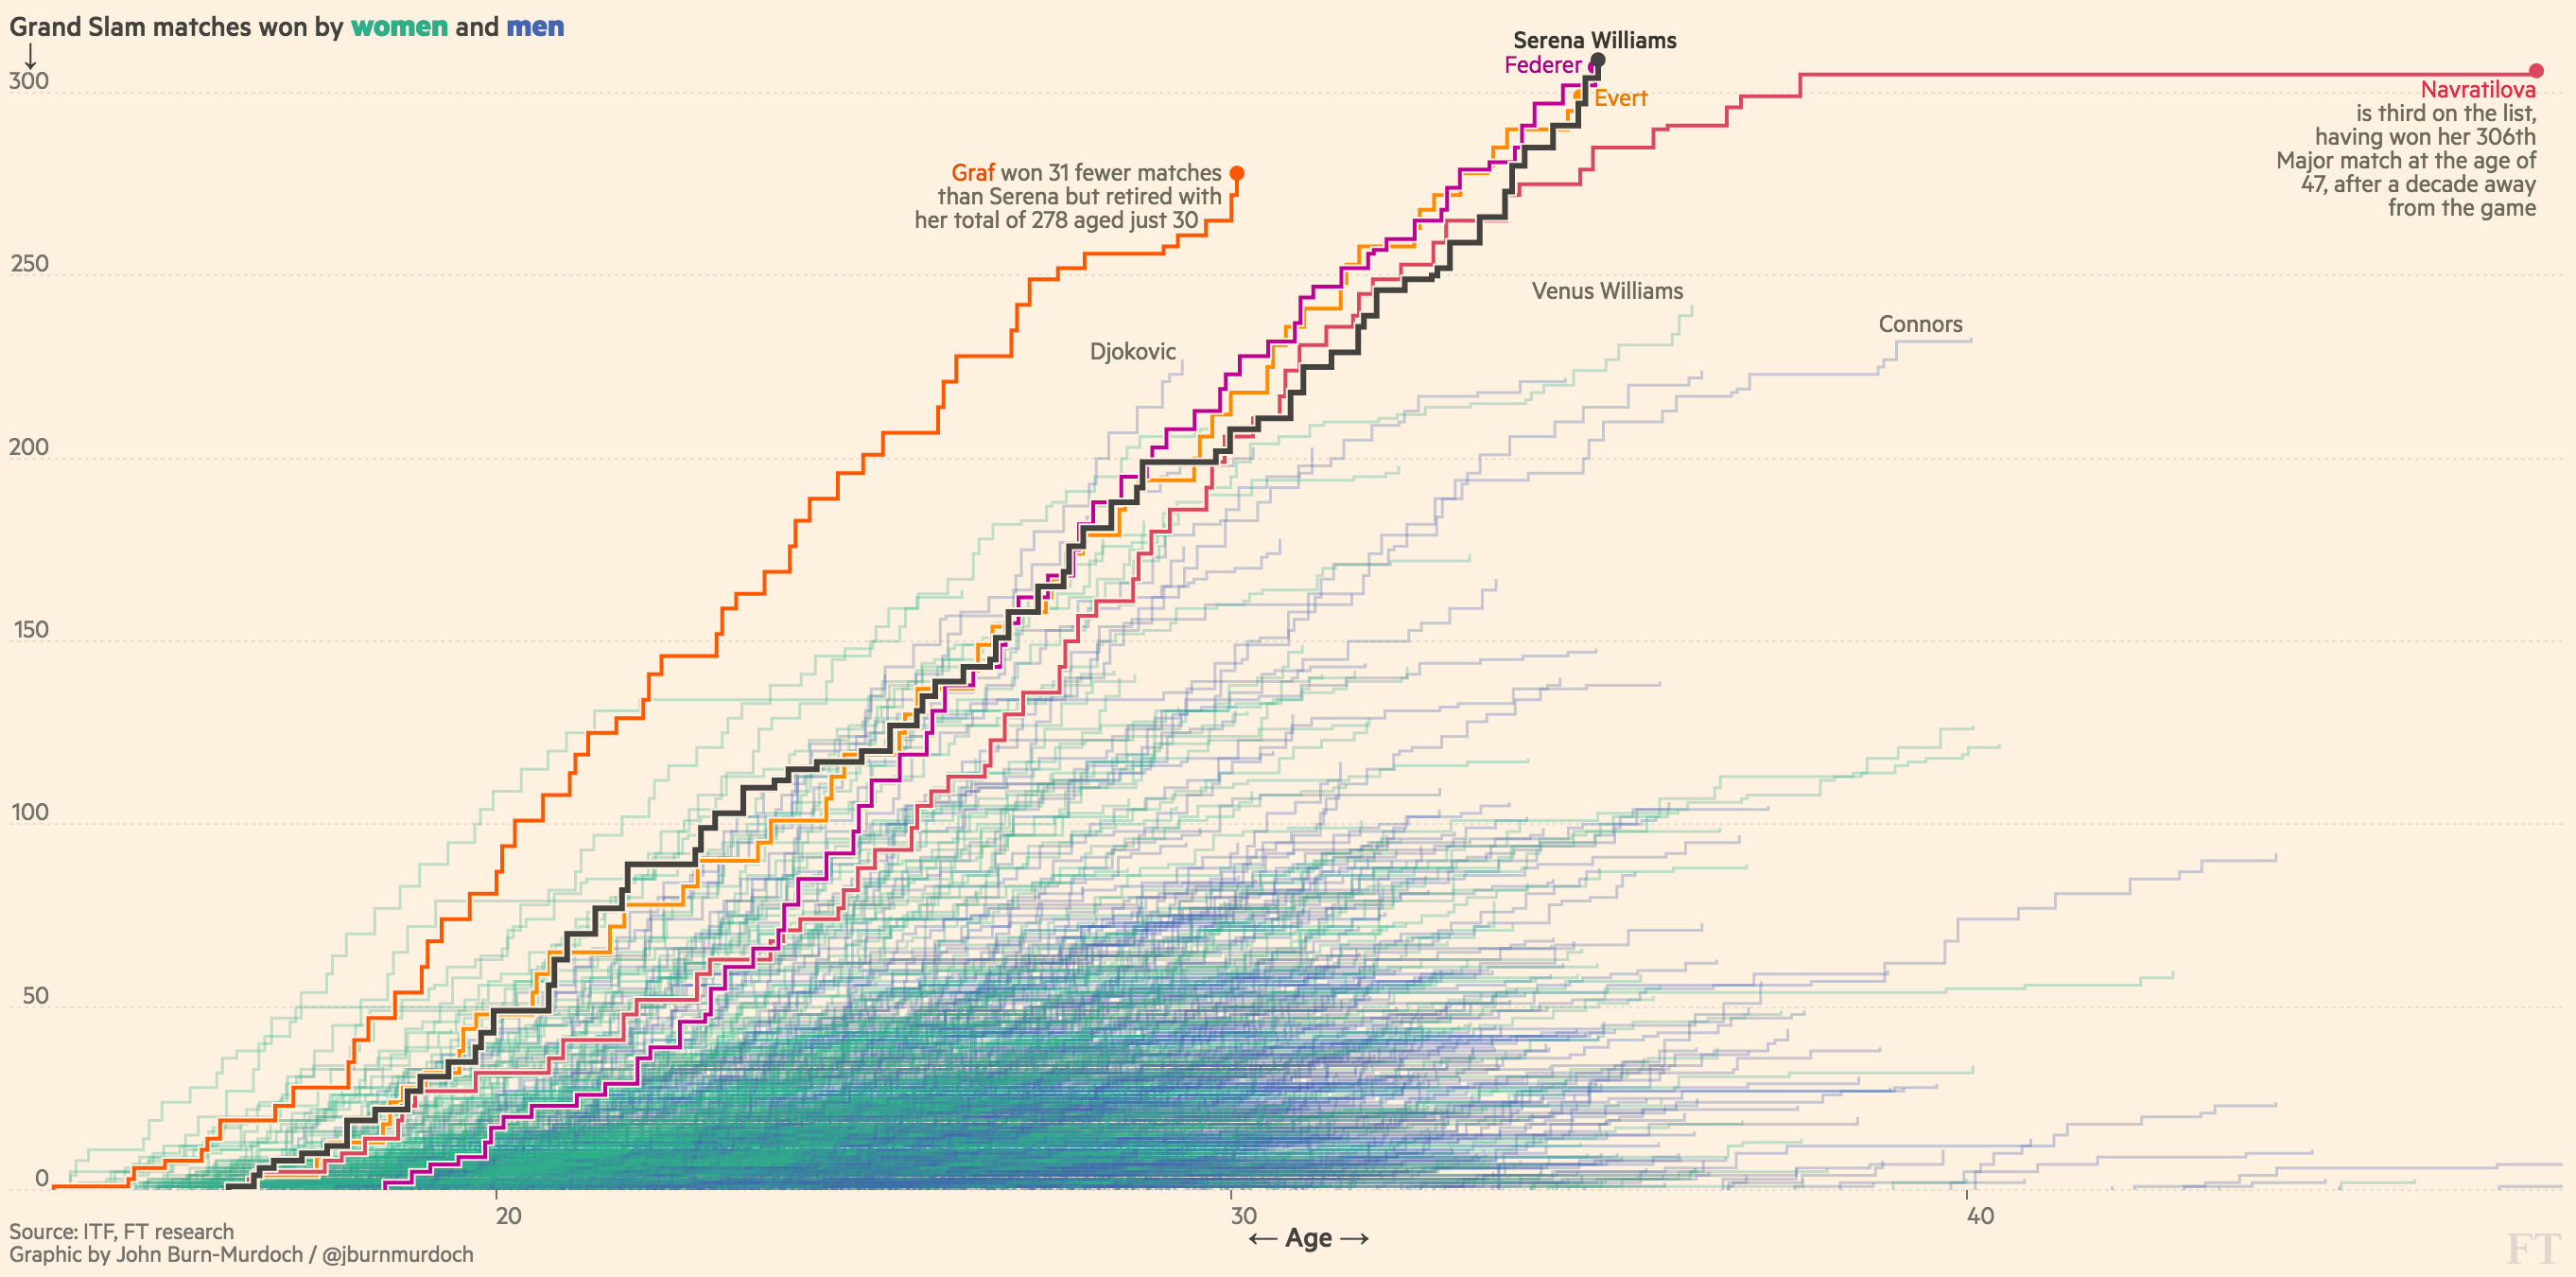 Grand Slam matches won by women and men
↓
300
250
200
150
100
50
0
Serena Williams
Federer
Evert
Navratilova
is third on the list,
having won her 306th
Major match at the age of
47, after a decade away
from the game
Graf won 31 fewer matches
than Serena but retired with
her total of 278 aged just 30
Venus Williams
Connors
Djokovic
20
30
40
← Age →
Source: ITF, FT research
Graphic by John Burn-Murdoch / @jburnmurdoch
FT